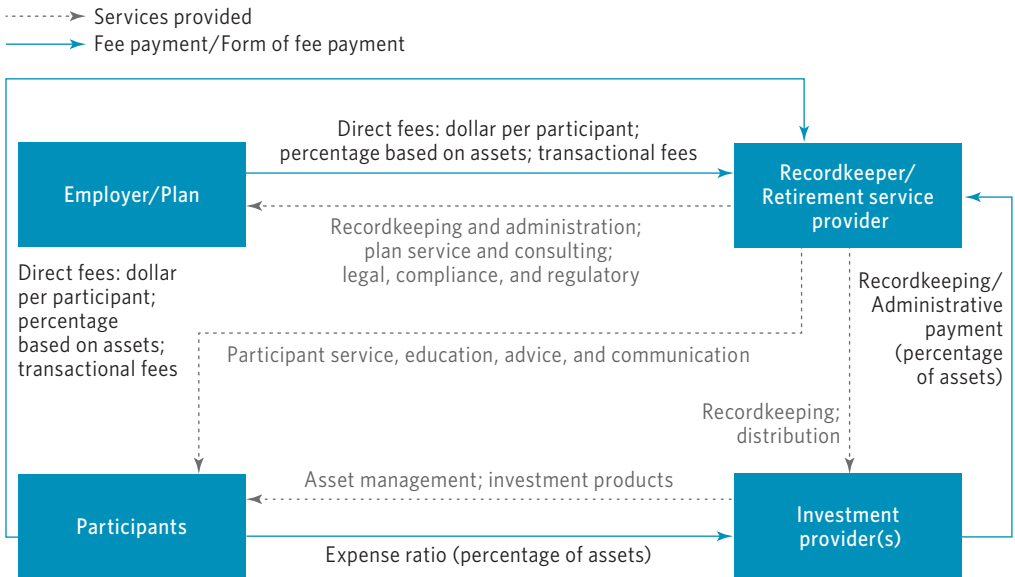 Services provided
Fee payment/Form of fee payment
Direct fees: dollar per participant;
percentage based on assets; transactional fees
Employer/Plan
Recordkeeper/
Retirement service
provider
Recordkeeping and administration;
plan service and consulting;
legal, compliance, and regulatory
Direct fees: dollar
per participant;
percentage
based on assets;
transactional fees
Recordkeeping/
Administrative
payment
(percentage
of assets)
Participant service, education, advice, and communication
Recordkeeping;
distribution
Asset management; investment products
Participants
Investment
provider(s)
Expense ratio (percentage of assets)